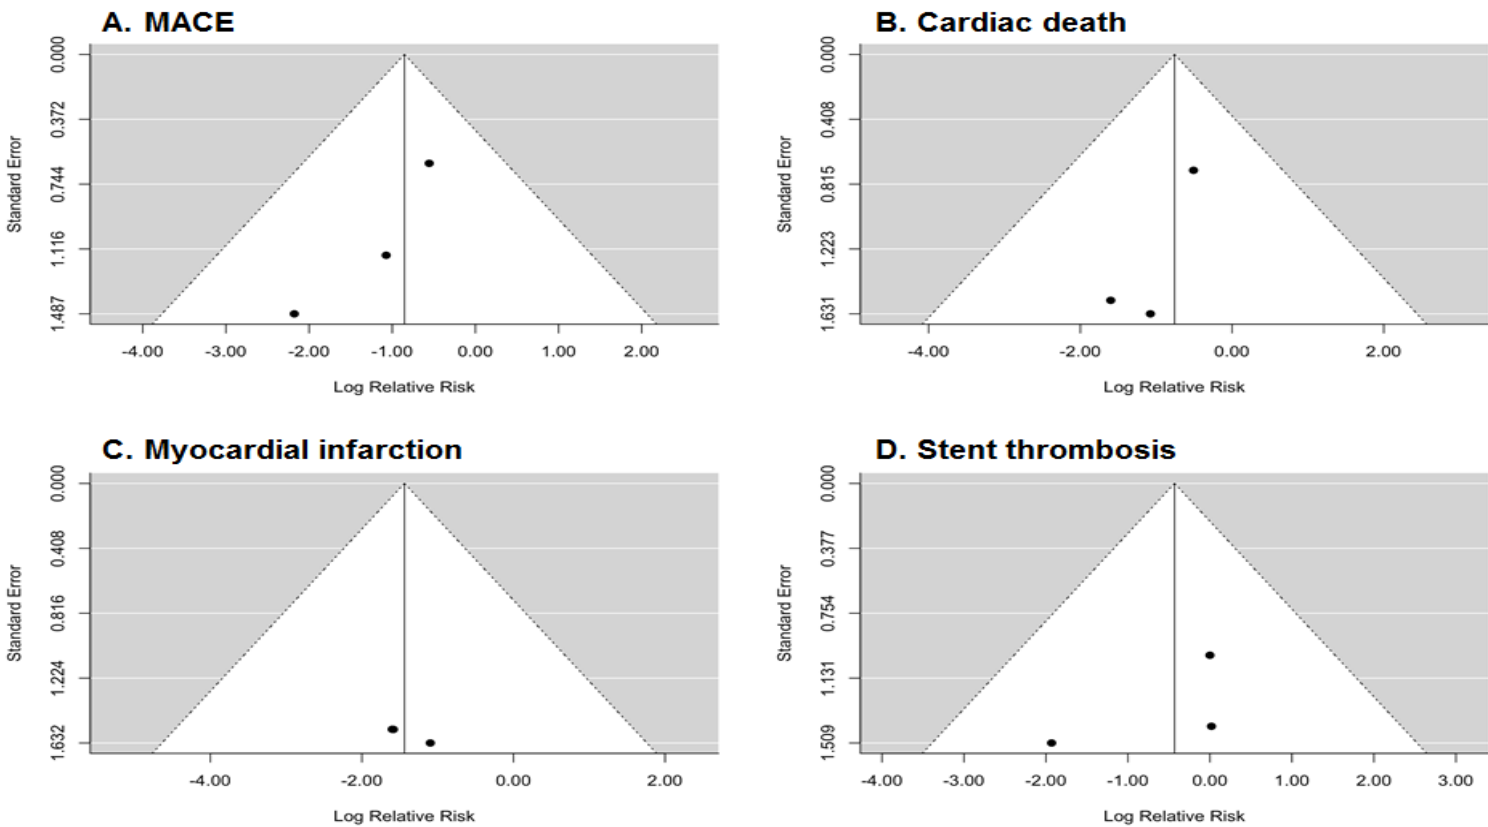 A. MACE
Standard Error
0.000
0.372
0.744
1.116
1.487
-4.00 -3.00 -2.00 -1.00 0.00 1.00 2.00
Log Relative Risk
B. Cardiac death
Standard Error
0.000
0.408
0.815
1.223
1.631
-4.00 -2.00 0.00 2.00
Log Relative Risk
C. Myocardial infarction
Standard Error
0.000
0.408
0.816
1.224
1.632
-4.00 -2.00 0.00 2.00
Log Relative Risk
D. Stent thrombosis
Standard Error
0.000
0.377
0.754
1.131
1.509
-4.00 -3.00 -2.00 -1.00 0.00 1.00 2.00 3.00
Log Relative Risk